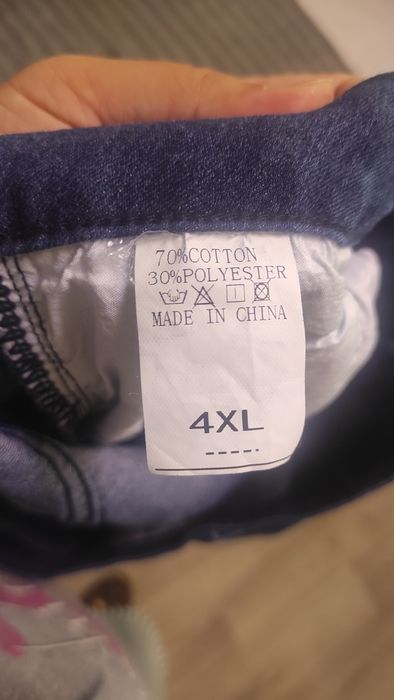 70%COTTON
30%POLYESTER
MADE IN CHINA
4XL